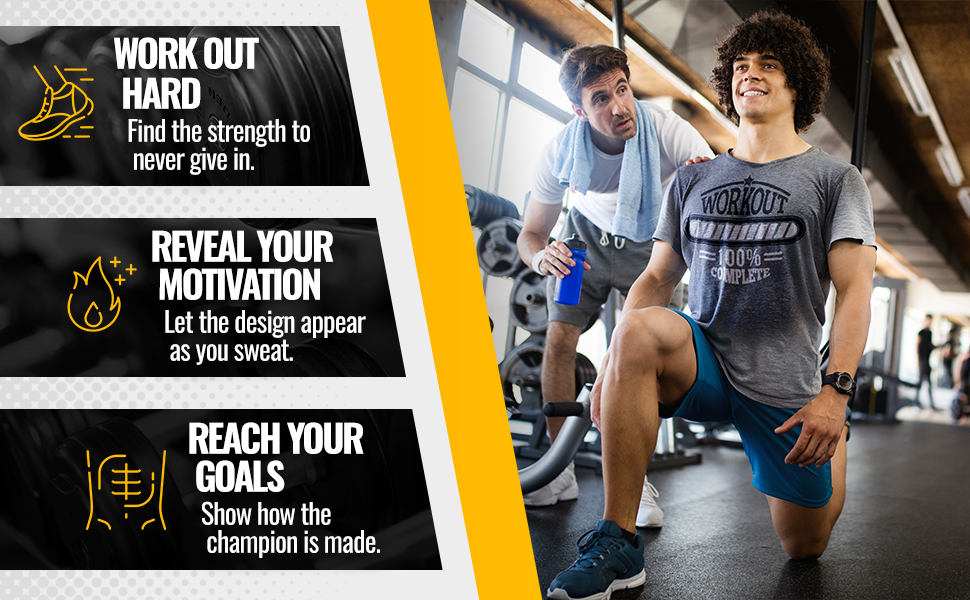 WORK OUT
HARD
Find the strength to
never give in.
REVEAL YOUR
MOTIVATION
Let the design appear
as you sweat.
REACH YOUR
GOALS
Show how the
champion is made.
WORKOUT
100%
COMPLETE